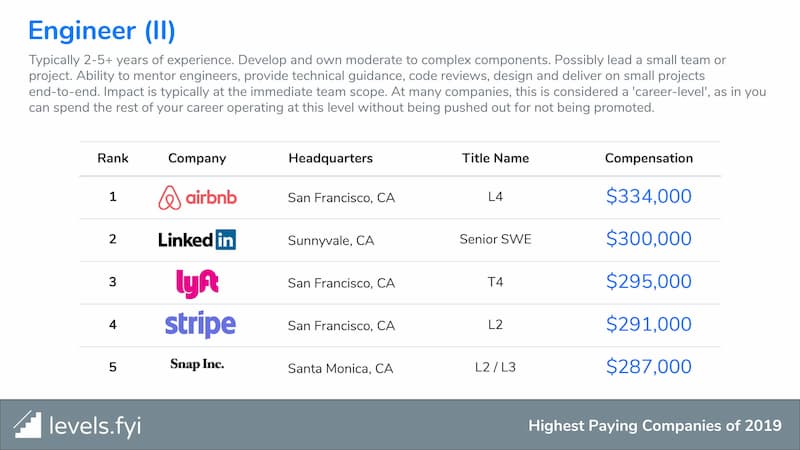 Engineer (II)
Typically 2-5+ years of experience. Develop and own moderate to complex components. Possibly lead a small team or
project. Ability to mentor engineers, provide technical guidance, code reviews, design and deliver on small projects
end-to-end. Impact is typically at the immediate team scope. At many companies, this is considered a 'career-level', as in you
can spend the rest of your career operating at this level without being pushed out for not being promoted.
Rank Company Headquarters Title Name Compensation
1 airbnb San Francisco, CA L4 $334,000
2 Linked in Sunnyvale, CA Senior SWE $300,000
3 lyft San Francisco, CA T4 $295,000
4 stripe San Francisco, CA L2 $291,000
5 Snap Inc. Santa Monica, CA L2 / L3 $287,000
levels.fyi Highest Paying Companies of 2019